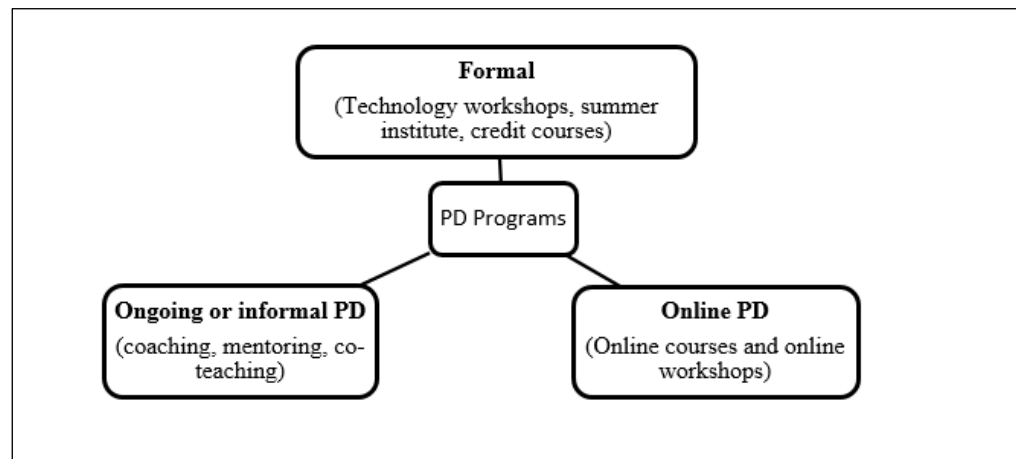 Formal
(Technology workshops, summer
institute, credit courses)
PD Programs
Ongoing or informal PD
(coaching, mentoring, co-
teaching)
Online PD
(Online courses and online
workshops)